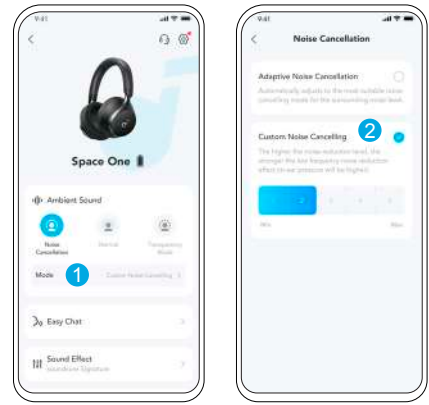 9:41
Space One
Ambient Sound
Noise
Cancellation
Normal
Transparency
Mode
Mode 1 Custom Noise Cancelling >
Easy Chat >
Sound Effect >
soundcore Signature
9:41
< Noise Cancellation
Adaptive Noise Cancellation
Automatically adjusts to the most suitable noise
cancelling mode for the surrounding noise level.
Custom Noise Cancelling 2
The higher the noise reduction level, the
stronger the low frequency noise reduction
effect (in-ear pressure will be higher).
2
Min Max